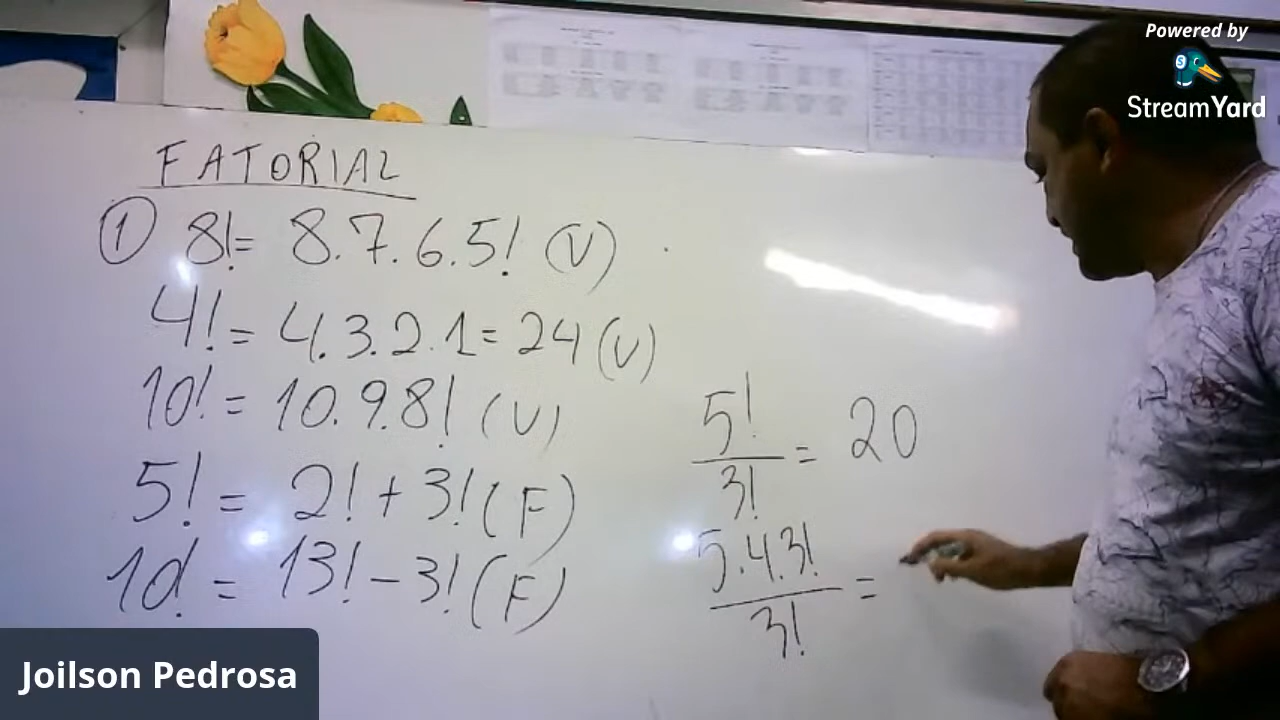 Powered by
StreamYard
FATORIAL
① 8! = 8.7.6.5! (V)
4! = 4.3.2.1 = 24 (V)
10! = 10.9.8! (V)
5! = 2! + 3! (F)
10! = 13! - 3! (F)
5!
3!
= 20
5.4.3!
3!
=
Joilson Pedrosa